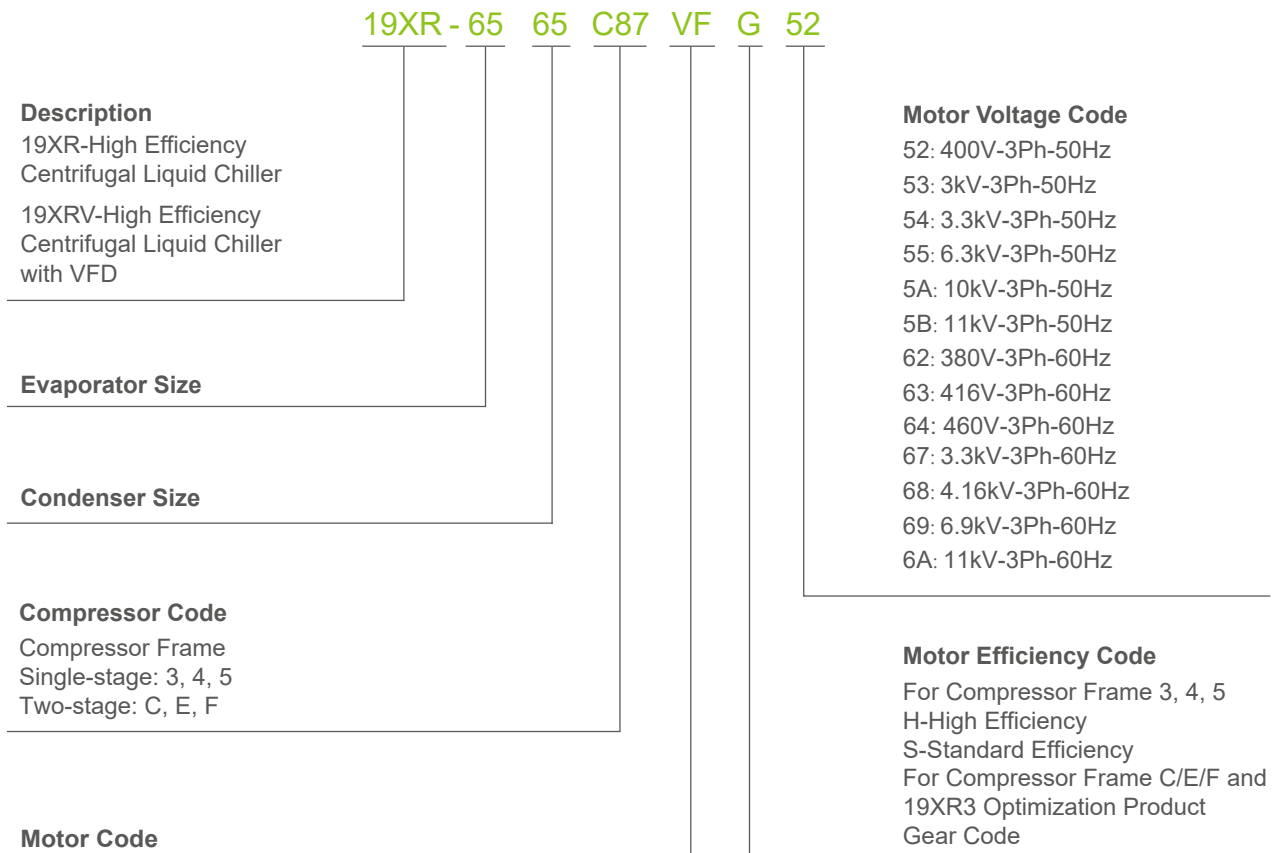 19XR - 65 65 C87 VF G 52
Description
19XR-High Efficiency
Centrifugal Liquid Chiller
19XRV-High Efficiency
Centrifugal Liquid Chiller
with VFD
Evaporator Size
Condenser Size
Compressor Code
Compressor Frame
Single-stage: 3, 4, 5
Two-stage: C, E, F
Motor Code
Motor Voltage Code
52: 400V-3Ph-50Hz
53: 3kV-3Ph-50Hz
54: 3.3kV-3Ph-50Hz
55: 6.3kV-3Ph-50Hz
5A: 10kV-3Ph-50Hz
5B: 11kV-3Ph-50Hz
62: 380V-3Ph-60Hz
63: 416V-3Ph-60Hz
64: 460V-3Ph-60Hz
67: 3.3kV-3Ph-60Hz
68: 4.16kV-3Ph-60Hz
69: 6.9kV-3Ph-60Hz
6A: 11kV-3Ph-60Hz
Motor Efficiency Code
For Compressor Frame 3, 4, 5
H-High Efficiency
S-Standard Efficiency
For Compressor Frame C/E/F and
19XR3 Optimization Product
Gear Code